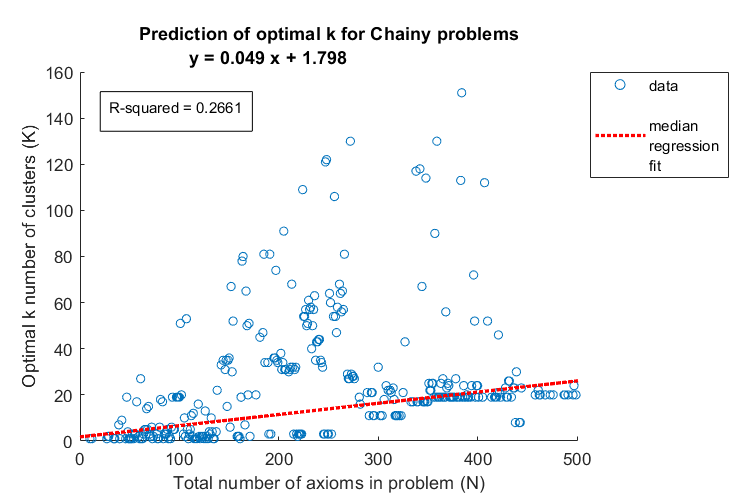 Prediction of optimal k for Chainy problems
y = 0.049 x + 1.798
R-squared = 0.2661
data
median
regression
fit
Optimal k number of clusters (K)
160
140
120
100
80
60
40
20
0
0 100 200 300 400 500
Total number of axioms in problem (N)